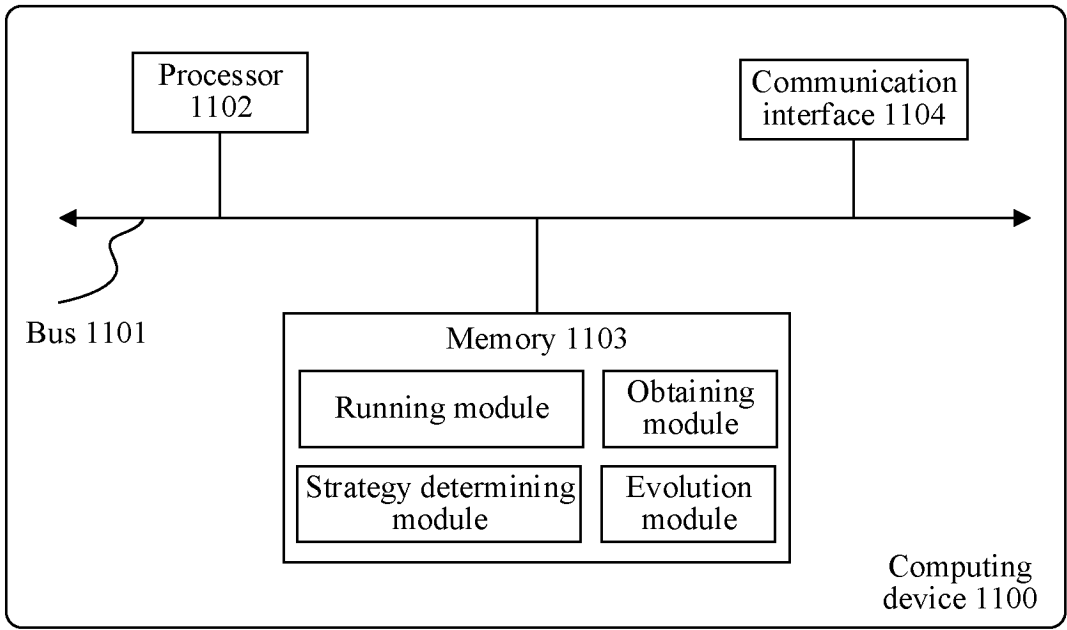 Processor
1102
Communication
interface 1104
Bus 1101
Memory 1103
Running module
Obtaining
module
Strategy determining
module
Evolution
module
Computing
device 1100